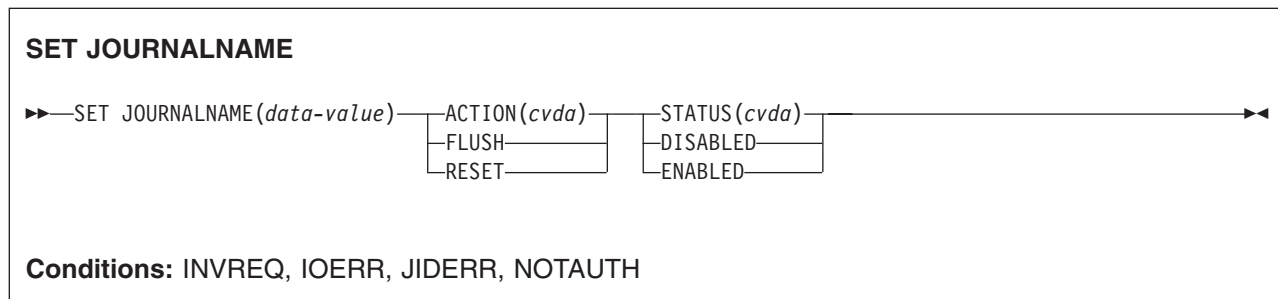 SET JOURNALNAME
SET JOURNALNAME(data-value) ACTION(cvda) STATUS(cvda)
FLUSH DISABLED
RESET ENABLED
Conditions: INVREQ, IOERR, JIDERR, NOTAUTH